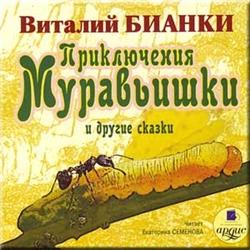 Виталий БИАНКИ
Приключения
Муравьишки
и другие сказки
Читает
Екатерина СЕМЕНОВА
ардис